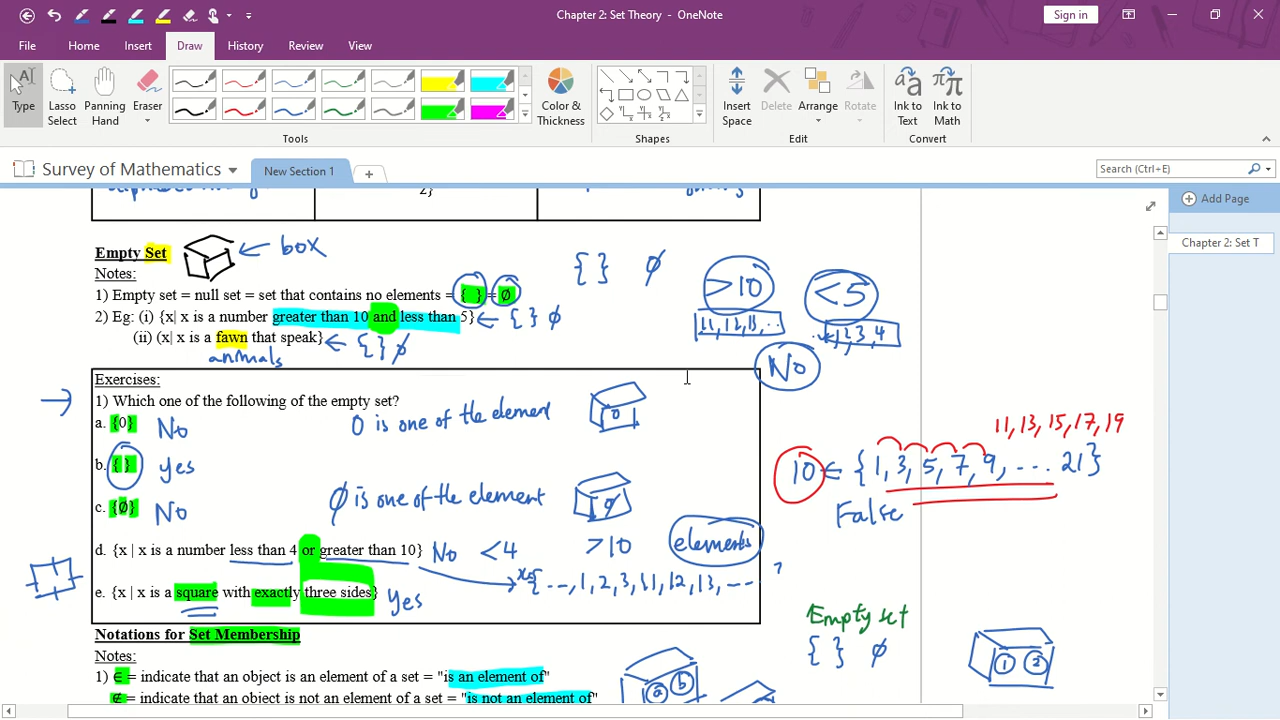 Chapter 2: Set Theory - OneNote
Sign in
File Home Insert Draw History Review View
Type
Lasso Select
Panning Hand
Eraser
Color & Thickness
Insert Space
Delete
Arrange
Rotate
Ink to Text
Ink to Math
Tools
Shapes
Edit
Convert
Survey of Mathematics
New Section 1
Search (Ctrl+E)
Add Page
Chapter 2: Set T
2}
Empty Set
← box
{ } ∅
>10
<5
Notes:
1) Empty set = null set = set that contains no elements = { } = ∅
11, 12, 13, ...
2) Eg: (i) {x| x is a number greater than 10 and less than 5} ← { } ∅
(ii) (x| x is a fawn that speak} ← { } ∅
animals
No
Exercises:
1) Which one of the following of the empty set?
a. {0} No
0 is one of the element
0
b. { } yes
c. {∅} No
∅ is one of the element
∅
d. {x | x is a number less than 4 or greater than 10} No <4 >10 elements
{ ..., 1, 2, 3, 11, 12, 13, ...
e. {x | x is a square with exactly three sides} yes
11, 13, 15, 17, 19
10 ∈ {1, 3, 5, 7, 9, ... 21}
False
Empty set
{ } ∅
1 2
Notations for Set Membership
Notes:
1) ∈ = indicate that an object is an element of a set = "is an element of"
∉ = indicate that an object is not an element of a set = "is not an element of"
a b